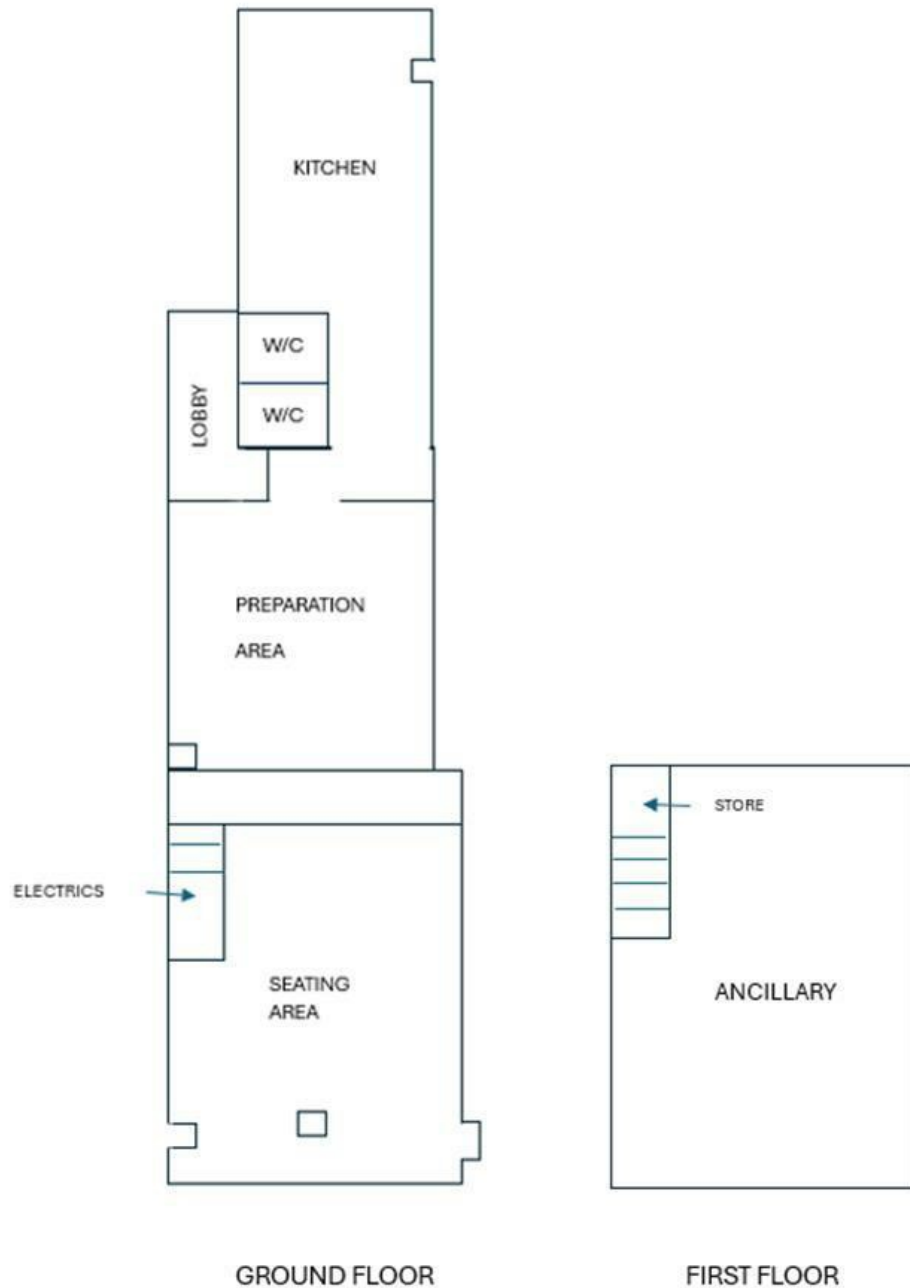 KITCHEN
W/C
LOBBY
W/C
PREPARATION
AREA
STORE
ELECTRICS
SEATING
AREA
ANCILLARY
GROUND FLOOR
FIRST FLOOR